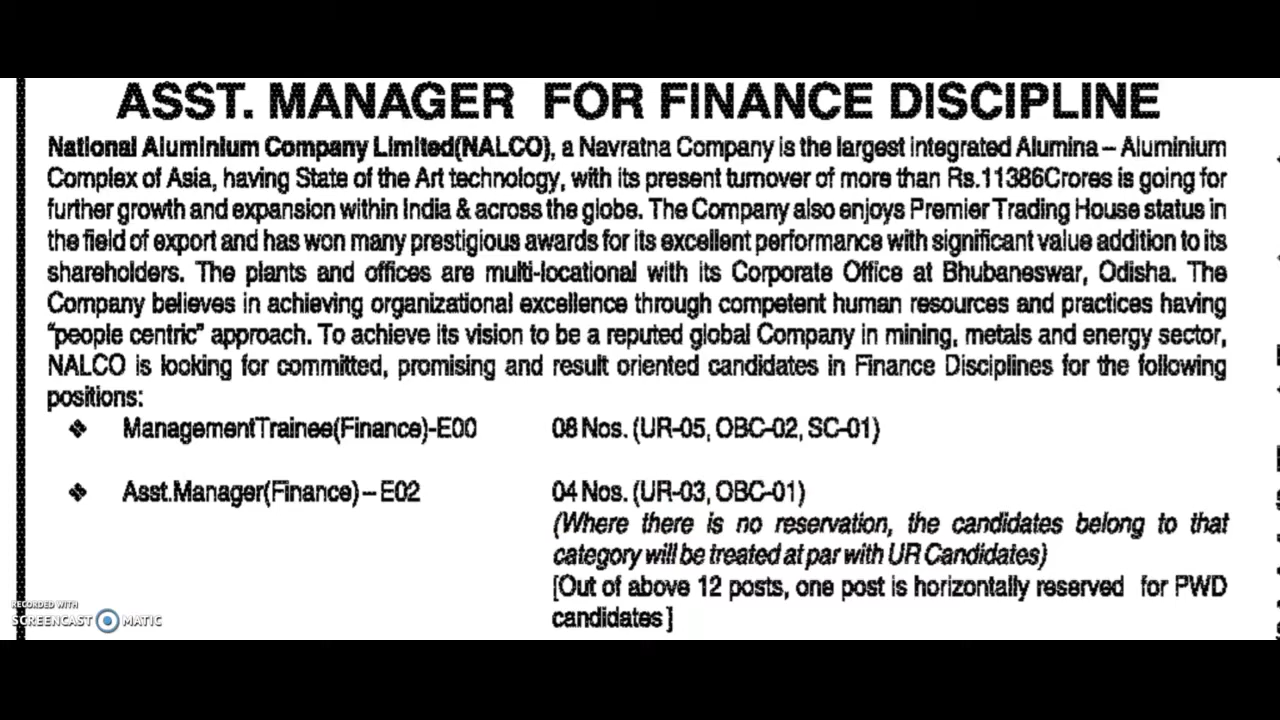 ASST. MANAGER FOR FINANCE DISCIPLINE
National Aluminium Company Limited(NALCO), a Navratna Company is the largest integrated Alumina – Aluminium
Complex of Asia, having State of the Art technology, with its present turnover of more than Rs.11386Crores is going for
further growth and expansion within India & across the globe. The Company also enjoys Premier Trading House status in
the field of export and has won many prestigious awards for its excellent performance with significant value addition to its
shareholders. The plants and offices are multi-locational with its Corporate Office at Bhubaneswar, Odisha. The
Company believes in achieving organizational excellence through competent human resources and practices having
“people centric” approach. To achieve its vision to be a reputed global Company in mining, metals and energy sector,
NALCO is looking for committed, promising and result oriented candidates in Finance Disciplines for the following
positions:
❖ ManagementTrainee(Finance)-E00 08 Nos. (UR-05, OBC-02, SC-01)
❖ Asst.Manager(Finance) – E02 04 Nos. (UR-03, OBC-01)
(Where there is no reservation, the candidates belong to that
category will be treated at par with UR Candidates)
[Out of above 12 posts, one post is horizontally reserved for PWD
candidates ]
RECORDED WITH
SCREENCAST MATIC